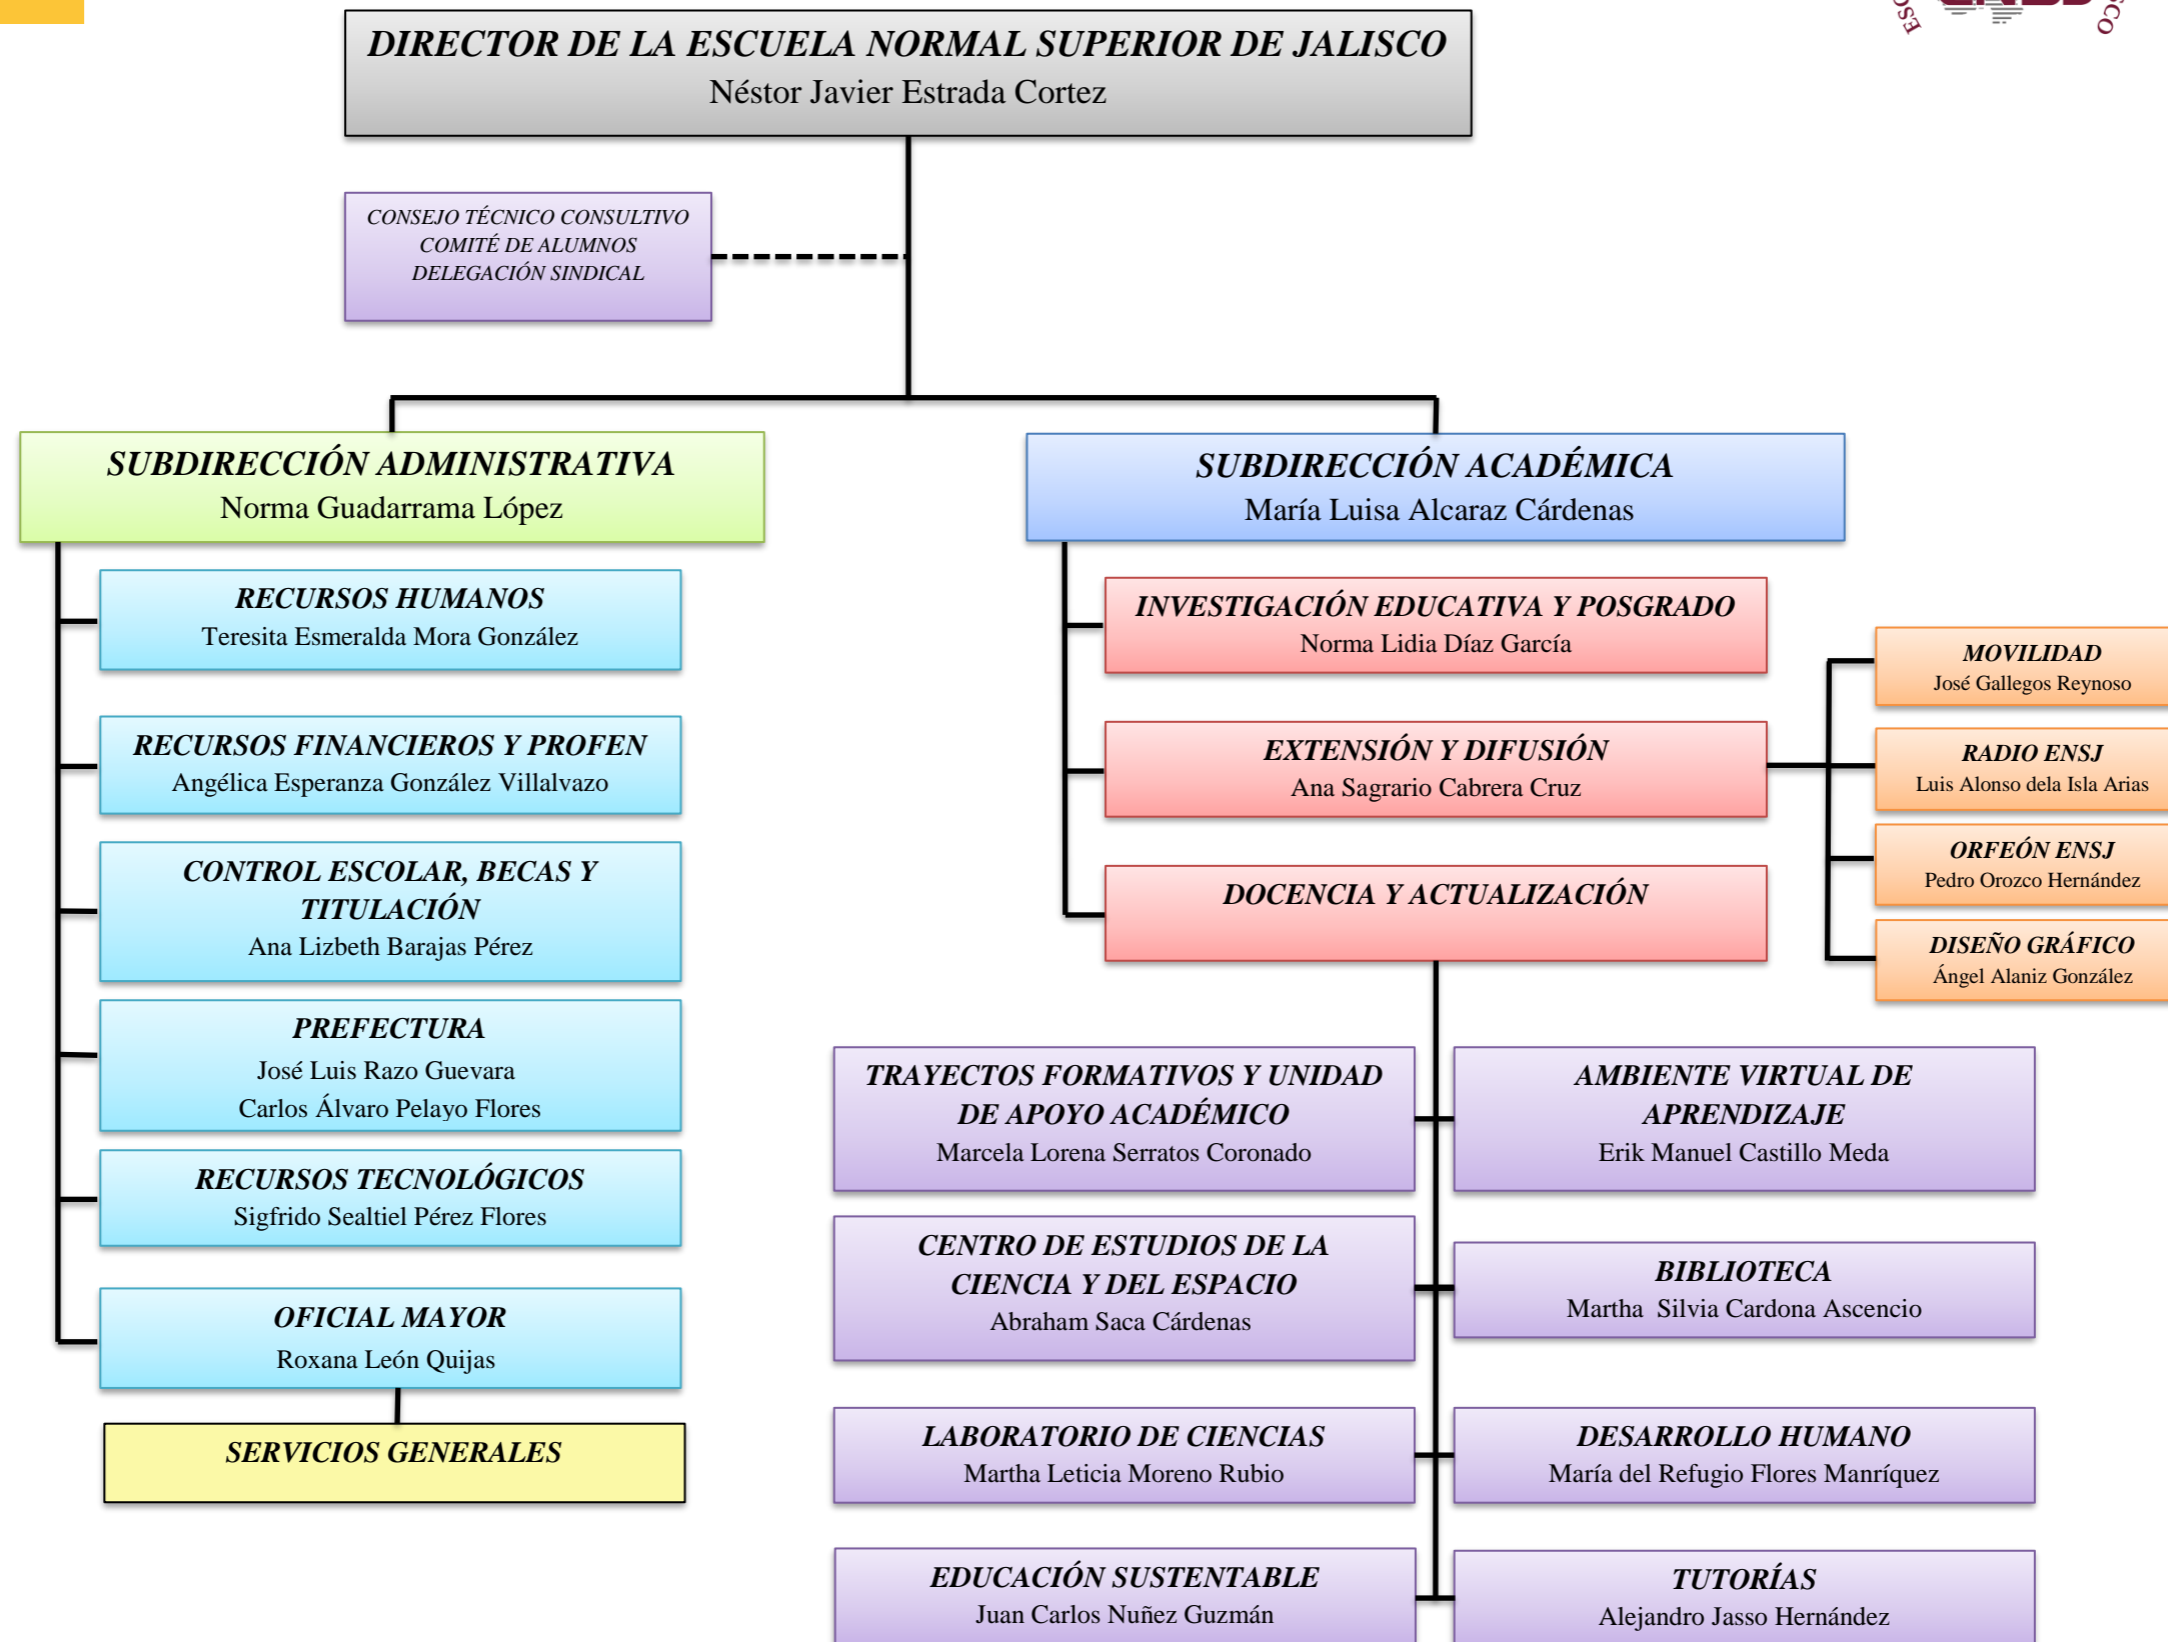 DIRECTOR DE LA ESCUELA NORMAL SUPERIOR DE JALISCO
Néstor Javier Estrada Cortez
CONSEJO TÉCNICO CONSULTIVO
COMITÉ DE ALUMNOS
DELEGACIÓN SINDICAL
SUBDIRECCIÓN ADMINISTRATIVA
Norma Guadarrama López
RECURSOS HUMANOS
Teresita Esmeralda Mora González
RECURSOS FINANCIEROS Y PROFEN
Angélica Esperanza González Villalvazo
CONTROL ESCOLAR, BECAS Y
TITULACIÓN
Ana Lizbeth Barajas Pérez
PREFECTURA
José Luis Razo Guevara
Carlos Álvaro Pelayo Flores
RECURSOS TECNOLÓGICOS
Sigfrido Sealtiel Pérez Flores
OFICIAL MAYOR
Roxana León Quijas
SERVICIOS GENERALES
SUBDIRECCIÓN ACADÉMICA
María Luisa Alcaraz Cárdenas
INVESTIGACIÓN EDUCATIVA Y POSGRADO
Norma Lidia Díaz García
EXTENSIÓN Y DIFUSIÓN
Ana Sagrario Cabrera Cruz
MOVILIDAD
José Gallegos Reynoso
RADIO ENSJ
Luis Alonso dela Isla Arias
ORFEÓN ENSJ
Pedro Orozco Hernández
DISEÑO GRÁFICO
Ángel Alaniz González
DOCENCIA Y ACTUALIZACIÓN
TRAYECTOS FORMATIVOS Y UNIDAD
DE APOYO ACADÉMICO
Marcela Lorena Serratos Coronado
AMBIENTE VIRTUAL DE
APRENDIZAJE
Erik Manuel Castillo Meda
CENTRO DE ESTUDIOS DE LA
CIENCIA Y DEL ESPACIO
Abraham Saca Cárdenas
BIBLIOTECA
Martha  Silvia Cardona Ascencio
LABORATORIO DE CIENCIAS
Martha Leticia Moreno Rubio
DESARROLLO HUMANO
María del Refugio Flores Manríquez
EDUCACIÓN SUSTENTABLE
Juan Carlos Nuñez Guzmán
TUTORÍAS
Alejandro Jasso Hernández